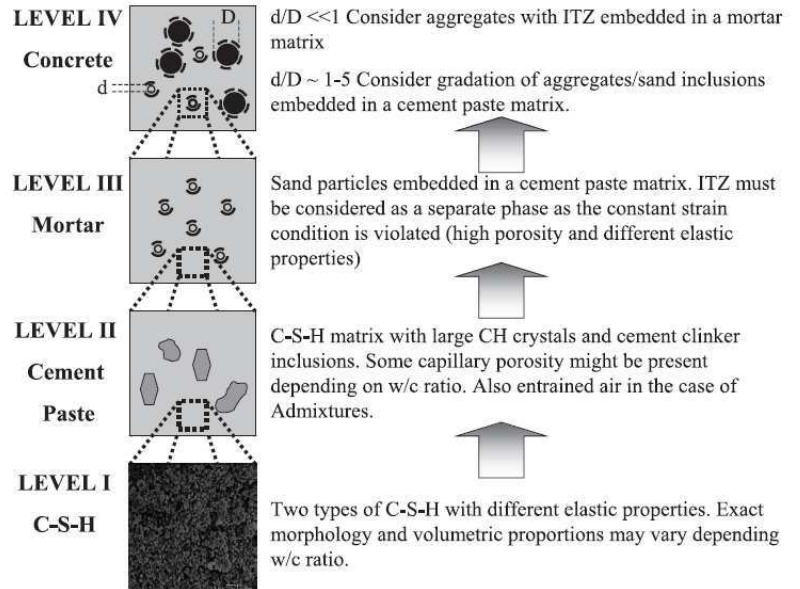 LEVEL IV
Concrete
D
d
d/D <<1 Consider aggregates with ITZ embedded in a mortar
matrix
d/D ~ 1-5 Consider gradation of aggregates/sand inclusions
embedded in a cement paste matrix.
LEVEL III
Mortar
Sand particles embedded in a cement paste matrix. ITZ must
be considered as a separate phase as the constant strain
condition is violated (high porosity and different elastic
properties)
LEVEL II
Cement
Paste
C-S-H matrix with large CH crystals and cement clinker
inclusions. Some capillary porosity might be present
depending on w/c ratio. Also entrained air in the case of
Admixtures.
LEVEL I
C-S-H
Two types of C-S-H with different elastic properties. Exact
morphology and volumetric proportions may vary depending
w/c ratio.